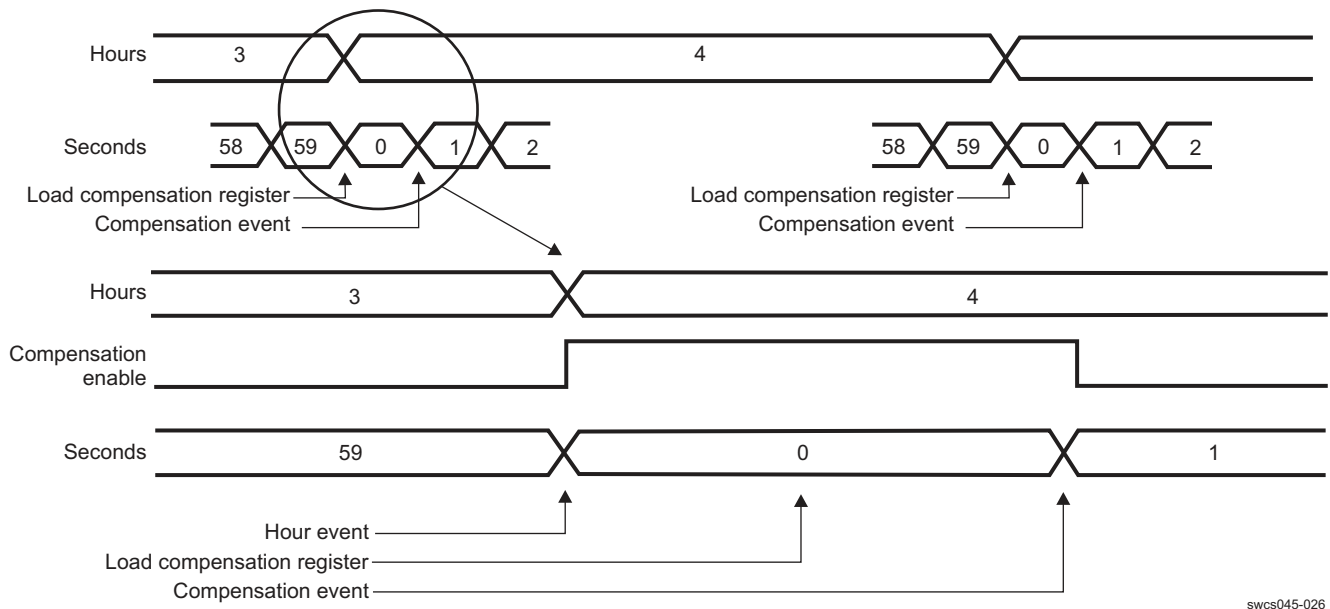 Hours 3 4
Seconds 58 59 0 1 2 58 59 0 1 2
Load compensation register Load compensation register
Compensation event Compensation event
Hours 3 4
Compensation
enable
Seconds 59 0 1
Hour event
Load compensation register
Compensation event
swcs045-026